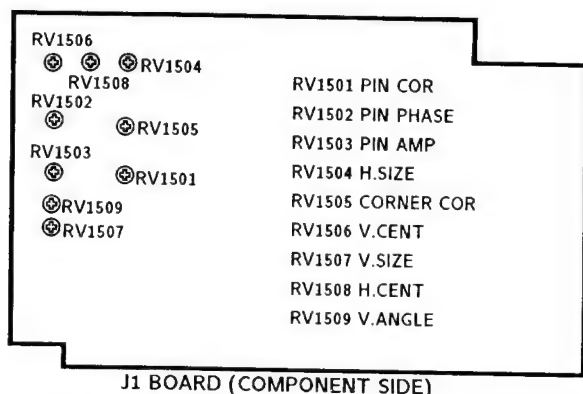 RV1506
RV1504
RV1508
RV1502
RV1505
RV1503
RV1501
RV1509
RV1507
RV1501 PIN COR
RV1502 PIN PHASE
RV1503 PIN AMP
RV1504 H.SIZE
RV1505 CORNER COR
RV1506 V.CENT
RV1507 V.SIZE
RV1508 H.CENT
RV1509 V.ANGLE
J1 BOARD (COMPONENT SIDE)